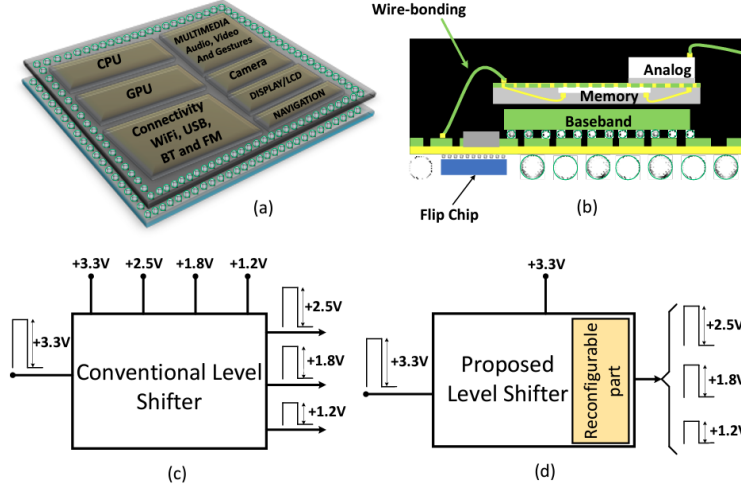 CPU
MULTIMEDIA
Audio, Video
And Gestures
GPU
Camera
DISPLAY/LCD
NAVIGATION
Connectivity
WiFi, USB,
BT and FM
(a)
Wire-bonding
Analog
Memory
Baseband
Flip Chip
(b)
+3.3V
+2.5V
+1.8V
+1.2V
+3.3V
Conventional Level
Shifter
+2.5V
+1.8V
+1.2V
(c)
+3.3V
+3.3V
Proposed
Level Shifter
Reconfigurable
part
+2.5V
+1.8V
+1.2V
(d)